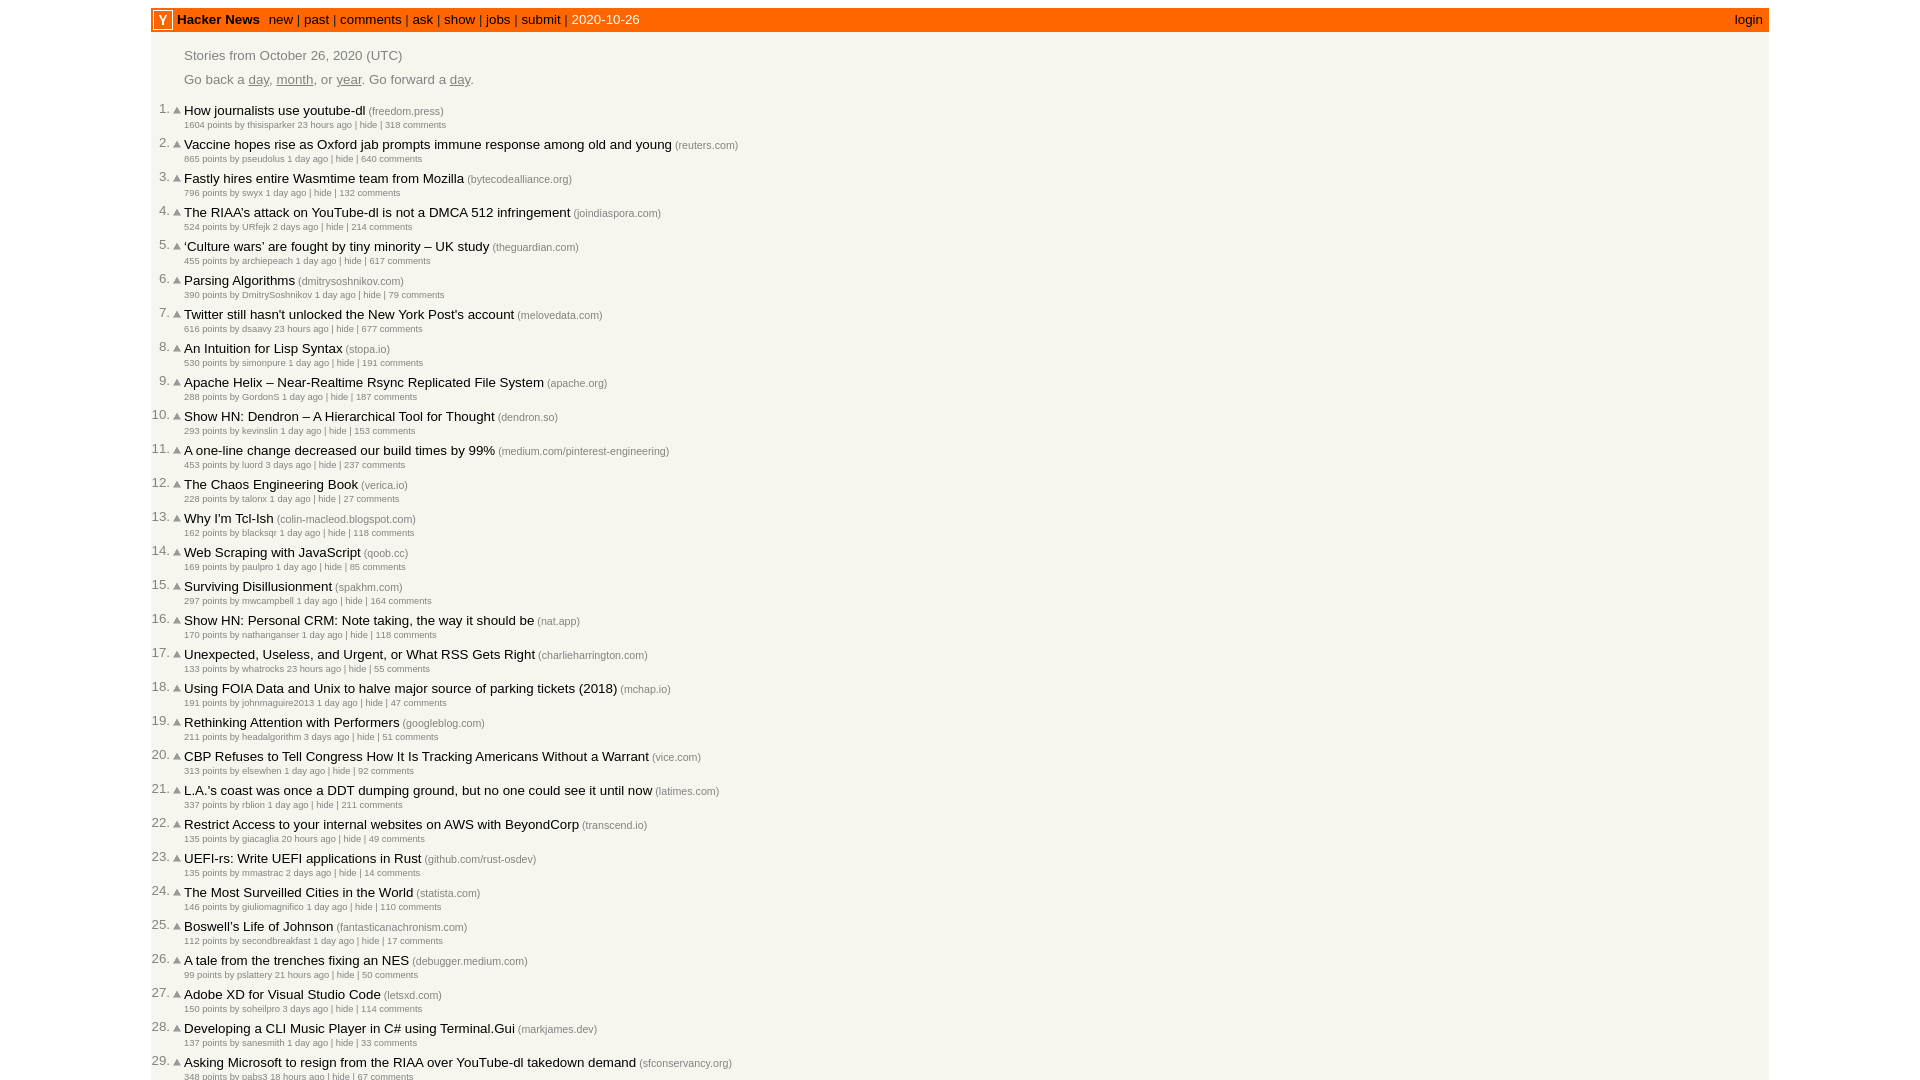 Y Hacker News new | past | comments | ask | show | jobs | submit | 2020-10-26 login
Stories from October 26, 2020 (UTC)
Go back a day, month, or year. Go forward a day.
1. How journalists use youtube-dl (freedom.press)
1604 points by thisisparker 23 hours ago | hide | 318 comments
2. Vaccine hopes rise as Oxford jab prompts immune response among old and young (reuters.com)
865 points by pseudolus 1 day ago | hide | 640 comments
3. Fastly hires entire Wasmtime team from Mozilla (bytecodealliance.org)
796 points by swyx 1 day ago | hide | 132 comments
4. The RIAA’s attack on YouTube-dl is not a DMCA 512 infringement (joindiaspora.com)
524 points by URfejk 2 days ago | hide | 214 comments
5. ‘Culture wars’ are fought by tiny minority – UK study (theguardian.com)
455 points by archiepeach 1 day ago | hide | 617 comments
6. Parsing Algorithms (dmitrysoshnikov.com)
390 points by DmitrySoshnikov 1 day ago | hide | 79 comments
7. Twitter still hasn't unlocked the New York Post's account (melovedata.com)
616 points by dsaavy 23 hours ago | hide | 677 comments
8. An Intuition for Lisp Syntax (stopa.io)
530 points by simonpure 1 day ago | hide | 191 comments
9. Apache Helix – Near-Realtime Rsync Replicated File System (apache.org)
288 points by GordonS 1 day ago | hide | 187 comments
10. Show HN: Dendron – A Hierarchical Tool for Thought (dendron.so)
293 points by kevinslin 1 day ago | hide | 153 comments
11. A one-line change decreased our build times by 99% (medium.com/pinterest-engineering)
453 points by luord 3 days ago | hide | 237 comments
12. The Chaos Engineering Book (verica.io)
228 points by talonx 1 day ago | hide | 27 comments
13. Why I'm Tcl-Ish (colin-macleod.blogspot.com)
162 points by blacksqr 1 day ago | hide | 118 comments
14. Web Scraping with JavaScript (qoob.cc)
169 points by paulpro 1 day ago | hide | 85 comments
15. Surviving Disillusionment (spakhm.com)
297 points by mwcampbell 1 day ago | hide | 164 comments
16. Show HN: Personal CRM: Note taking, the way it should be (nat.app)
170 points by nathanganser 1 day ago | hide | 118 comments
17. Unexpected, Useless, and Urgent, or What RSS Gets Right (charlieharrington.com)
133 points by whatrocks 23 hours ago | hide | 55 comments
18. Using FOIA Data and Unix to halve major source of parking tickets (2018) (mchap.io)
191 points by johnmaguire2013 1 day ago | hide | 47 comments
19. Rethinking Attention with Performers (googleblog.com)
211 points by headalgorithm 3 days ago | hide | 51 comments
20. CBP Refuses to Tell Congress How It Is Tracking Americans Without a Warrant (vice.com)
313 points by elsewhen 1 day ago | hide | 92 comments
21. L.A.'s coast was once a DDT dumping ground, but no one could see it until now (latimes.com)
337 points by rblion 1 day ago | hide | 211 comments
22. Restrict Access to your internal websites on AWS with BeyondCorp (transcend.io)
135 points by giacaglia 20 hours ago | hide | 49 comments
23. UEFI-rs: Write UEFI applications in Rust (github.com/rust-osdev)
135 points by mmastrac 2 days ago | hide | 14 comments
24. The Most Surveilled Cities in the World (statista.com)
146 points by giuliomagnifico 1 day ago | hide | 110 comments
25. Boswell’s Life of Johnson (fantasticanachronism.com)
112 points by secondbreakfast 1 day ago | hide | 17 comments
26. A tale from the trenches fixing an NES (debugger.medium.com)
99 points by pslattery 21 hours ago | hide | 50 comments
27. Adobe XD for Visual Studio Code (letsxd.com)
150 points by soheilpro 3 days ago | hide | 114 comments
28. Developing a CLI Music Player in C# using Terminal.Gui (markjames.dev)
137 points by sanesmith 1 day ago | hide | 33 comments
29. Asking Microsoft to resign from the RIAA over YouTube-dl takedown demand (sfconservancy.org)
348 points by pabs3 18 hours ago | hide | 67 comments